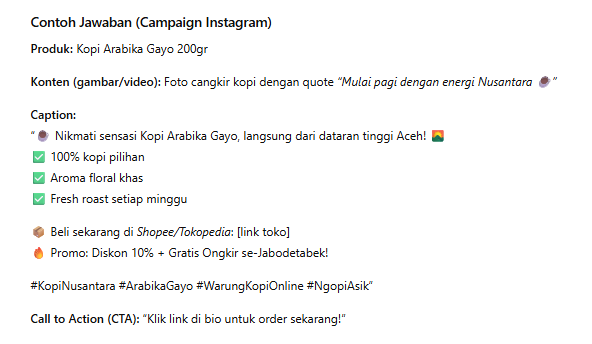 Contoh Jawaban (Campaign Instagram)
Produk: Kopi Arabika Gayo 200gr
Konten (gambar/video): Foto cangkir kopi dengan quote “Mulai pagi dengan energi Nusantara ☕”
Caption:
“☕ Nikmati sensasi Kopi Arabika Gayo, langsung dari dataran tinggi Aceh! 🌄
✅ 100% kopi pilihan
✅ Aroma floral khas
✅ Fresh roast setiap minggu
📦 Beli sekarang di Shopee/Tokopedia: [link toko]
🔥 Promo: Diskon 10% + Gratis Ongkir se-Jabodetabek!
#KopiNusantara #ArabikaGayo #WarungKopiOnline #NgopiAsik”
Call to Action (CTA): “Klik link di bio untuk order sekarang!”